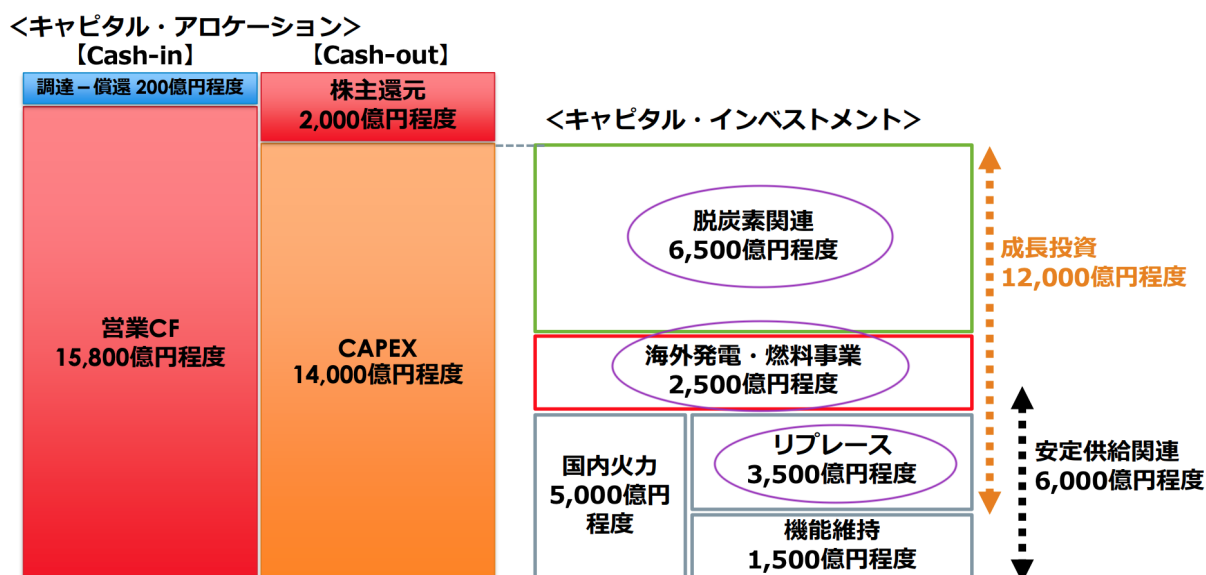 ＜キャピタル・アロケーション＞
【Cash-in】
【Cash-out】
調達－償還 200億円程度
営業CF
15,800億円程度
株主還元
2,000億円程度
CAPEX
14,000億円程度
＜キャピタル・インベストメント＞
脱炭素関連
6,500億円程度
海外発電・燃料事業
2,500億円程度
国内火力
5,000億円
程度
リプレース
3,500億円程度
機能維持
1,500億円程度
成長投資
12,000億円程度
安定供給関連
6,000億円程度